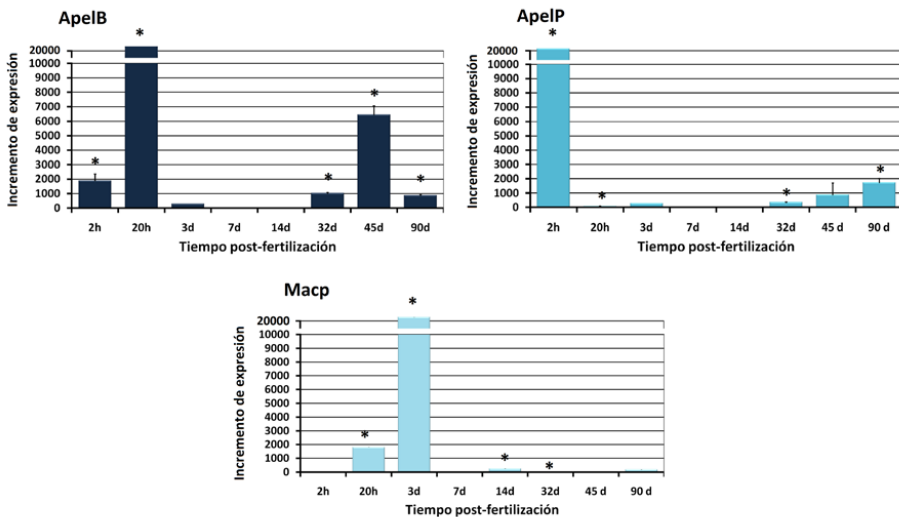 ApelB
Incremento de expresión
20000
10000
9000
8000
7000
6000
5000
4000
3000
2000
1000
0
* * * * *
2h 20h 3d 7d 14d 32d 45d 90d
Tiempo post-fertilización
ApelP
Incremento de expresión
20000
10000
9000
8000
7000
6000
5000
4000
3000
2000
1000
0
* * * *
2h 20h 3d 7d 14d 32d 45 d 90 d
Tiempo post-fertilización
Macp
Incremento de expresión
20000
10000
9000
8000
7000
6000
5000
4000
3000
2000
1000
0
* * * *
2h 20h 3d 7d 14d 32d 45 d 90 d
Tiempo post-fertilización